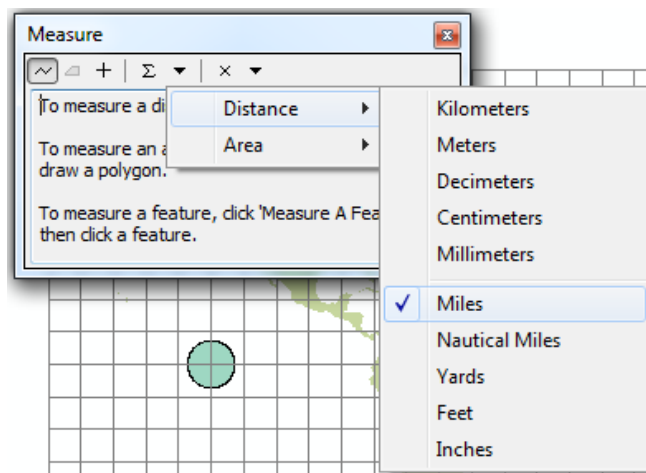 Measure
To measure a di
To measure an a
draw a polygon.
To measure a feature, click 'Measure A Fea
then click a feature.
Distance
Area
Kilometers
Meters
Decimeters
Centimeters
Millimeters
Miles
Nautical Miles
Yards
Feet
Inches